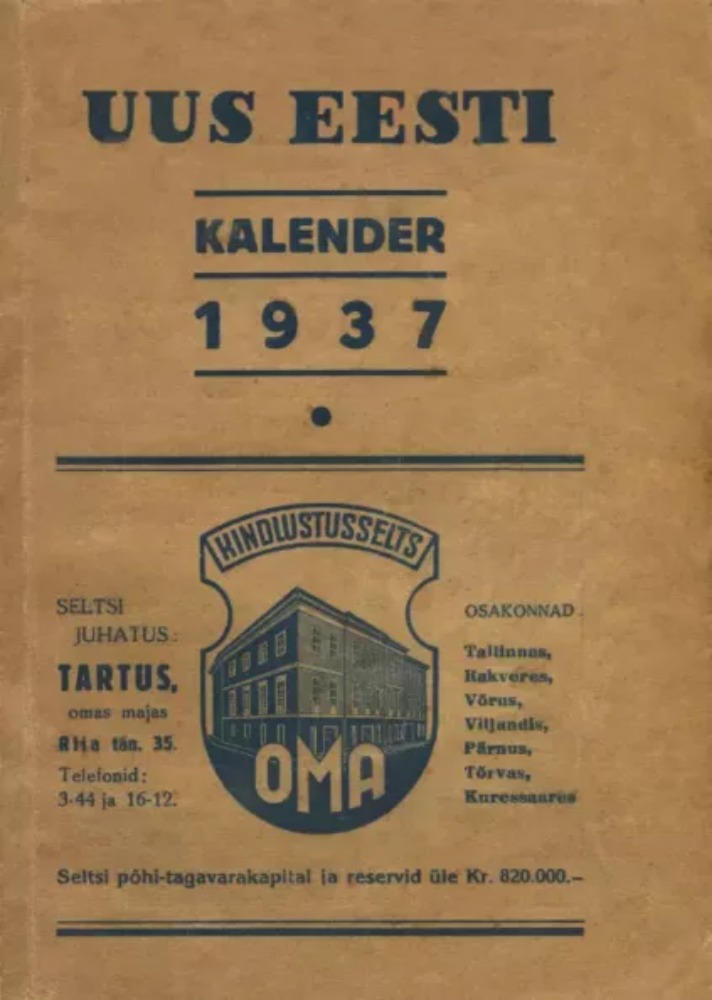 UUS EESTI
KALENDER
1937
KINDLUSTUSSELTS
OMA
SELTSI
JUHATUS:
TARTUS,
omas majas
Riia tän. 35.
Telefonid:
3-44 ja 16-12.
OSAKONNAD:
Tallinnas,
Rakveres,
Võrus,
Viljandis,
Pärnus,
Tõrvas,
Kuressaares
Seltsi põhi-tagavarakapital ja reservid üle Kr. 820.000.—